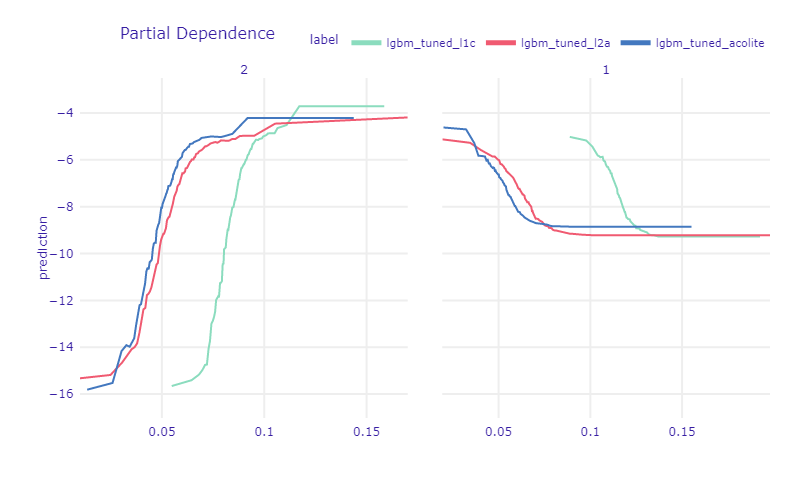 Partial Dependence
label lgbm_tuned_l1c lgbm_tuned_l2a lgbm_tuned_acolite
2 1
−4
−6
−8
−10
−12
−14
−16
prediction
0.05 0.1 0.15 0.05 0.1 0.15